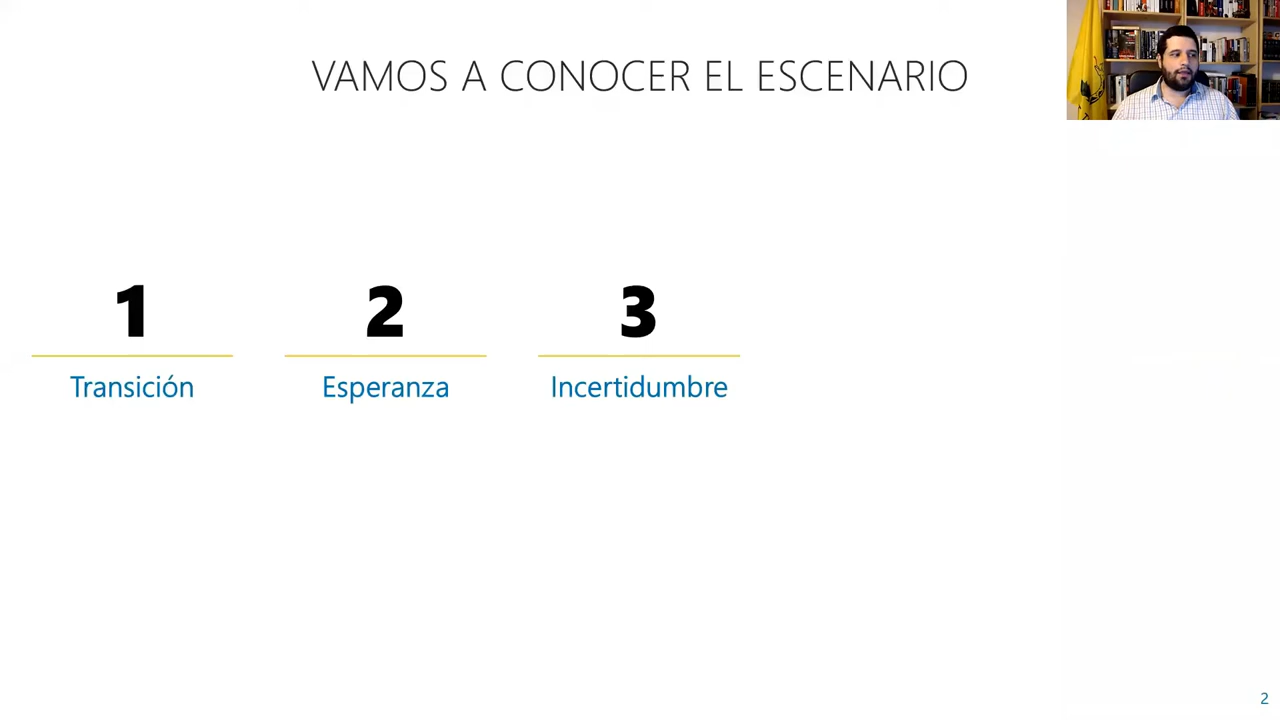 VAMOS A CONOCER EL ESCENARIO
1
Transición
2
Esperanza
3
Incertidumbre
2